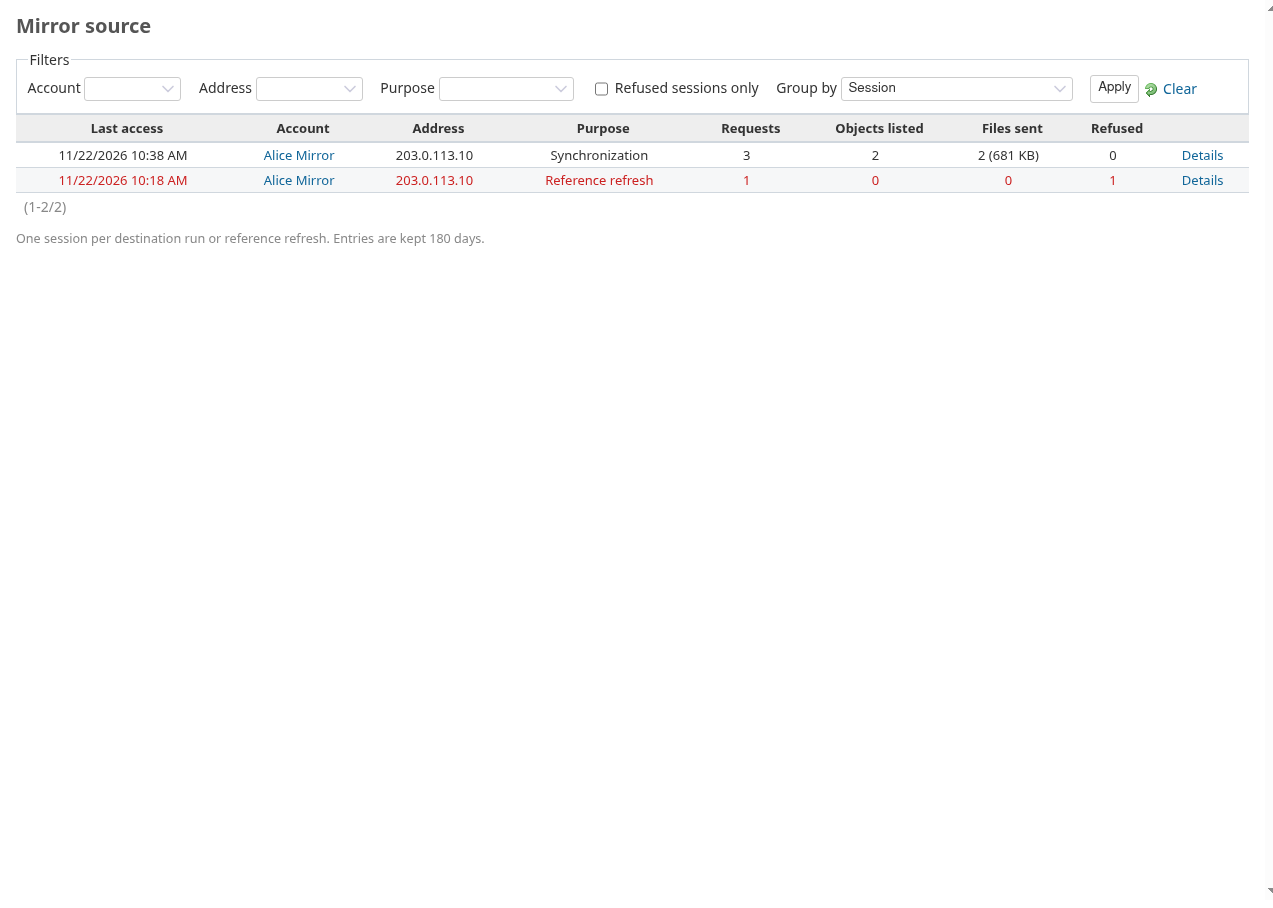 Mirror source
Filters
Account Address Purpose Refused sessions only Group by Session Apply Clear
Last access Account Address Purpose Requests Objects listed Files sent Refused
11/22/2026 10:38 AM Alice Mirror 203.0.113.10 Synchronization 3 2 2 (681 KB) 0 Details
11/22/2026 10:18 AM Alice Mirror 203.0.113.10 Reference refresh 1 0 0 1 Details
(1-2/2)
One session per destination run or reference refresh. Entries are kept 180 days.